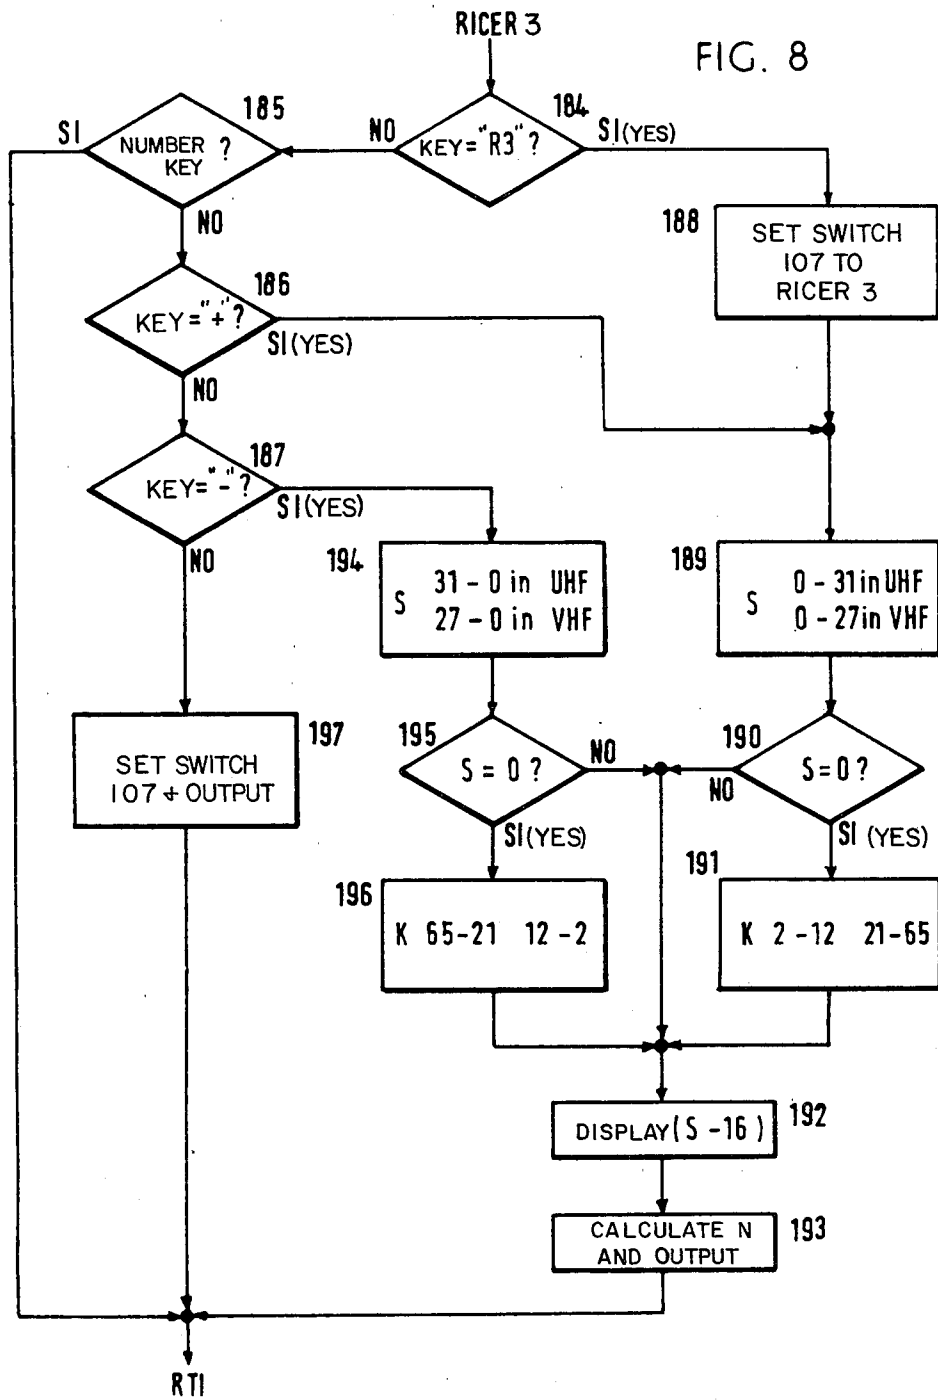 RICER 3
FIG. 8
184
KEY="R3"?
NO
SI(YES)
185
SI
NUMBER ?
KEY
NO
188
SET SWITCH
107 TO
RICER 3
186
KEY="+"?
SI(YES)
NO
187
KEY="-"?
SI(YES)
NO
194
S 31-0 in UHF
27-0 in VHF
189
S 0-31 in UHF
0-27 in VHF
197
SET SWITCH
107 & OUTPUT
195
S = 0 ?
NO
SI(YES)
190
S=0?
NO
SI (YES)
196
K 65-21 12-2
191
K 2-12 21-65
DISPLAY(S-16)
192
CALCULATE N
AND OUTPUT
193
RTI